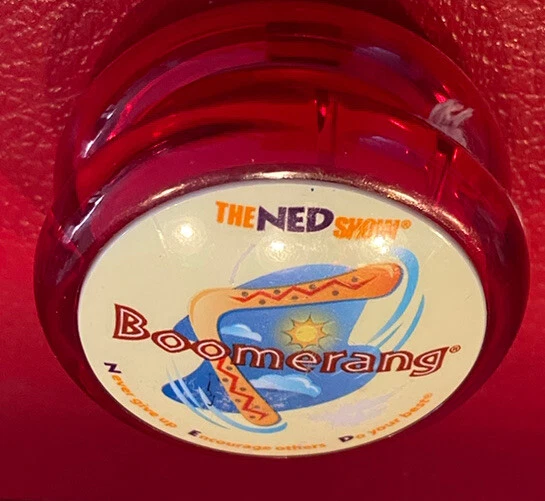 THE NED SHOW®
Boomerang®
Never give up Encourage others Do your best®